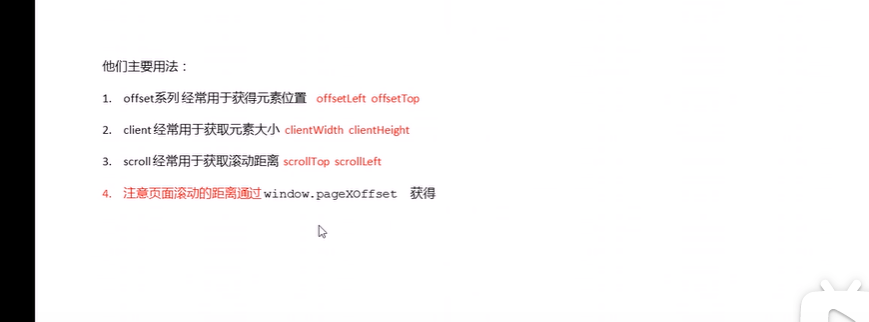 他们主要用法：
1. offset系列 经常用于获得元素位置 offsetLeft offsetTop
2. client 经常用于获取元素大小 clientWidth clientHeight
3. scroll 经常用于获取滚动距离 scrollTop scrollLeft
4. 注意页面滚动的距离通过 window.pageXOffset 获得